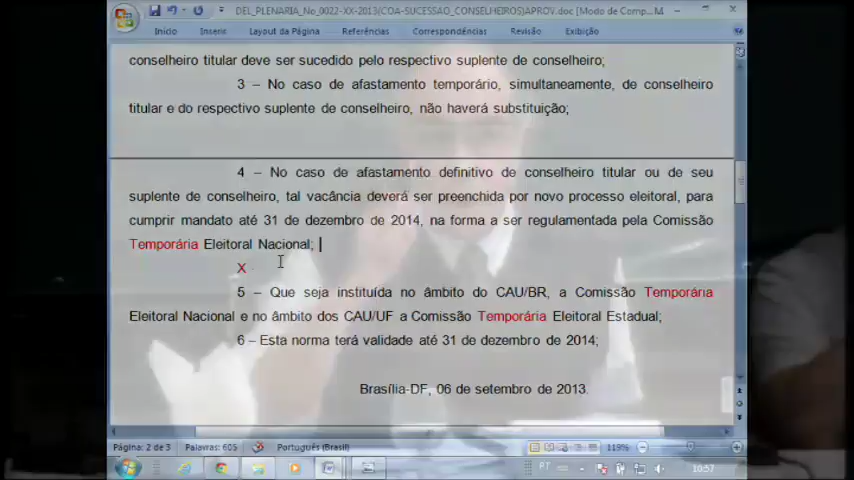 DEL_PLENARIA_No_0022-XX-2013(COA-SUCESSAO_CONSELHEIROS)APROV.doc [Modo de Comp...
Início Inserir Layout da Página Referências Correspondências Revisão Exibição
conselheiro titular deve ser sucedido pelo respectivo suplente de conselheiro;
3 – No caso de afastamento temporário, simultaneamente, de conselheiro
titular e do respectivo suplente de conselheiro, não haverá substituição;
4 – No caso de afastamento definitivo de conselheiro titular ou de seu
suplente de conselheiro, tal vacância deverá ser preenchida por novo processo eleitoral, para
cumprir mandato até 31 de dezembro de 2014, na forma a ser regulamentada pela Comissão
Temporária Eleitoral Nacional;
X
5 – Que seja instituída no âmbito do CAU/BR, a Comissão Temporária
Eleitoral Nacional e no âmbito dos CAU/UF a Comissão Temporária Eleitoral Estadual;
6 – Esta norma terá validade até 31 de dezembro de 2014;
Brasília-DF, 06 de setembro de 2013.
Página: 2 de 3 Palavras: 605 Português (Brasil) 113%
PT 10:57